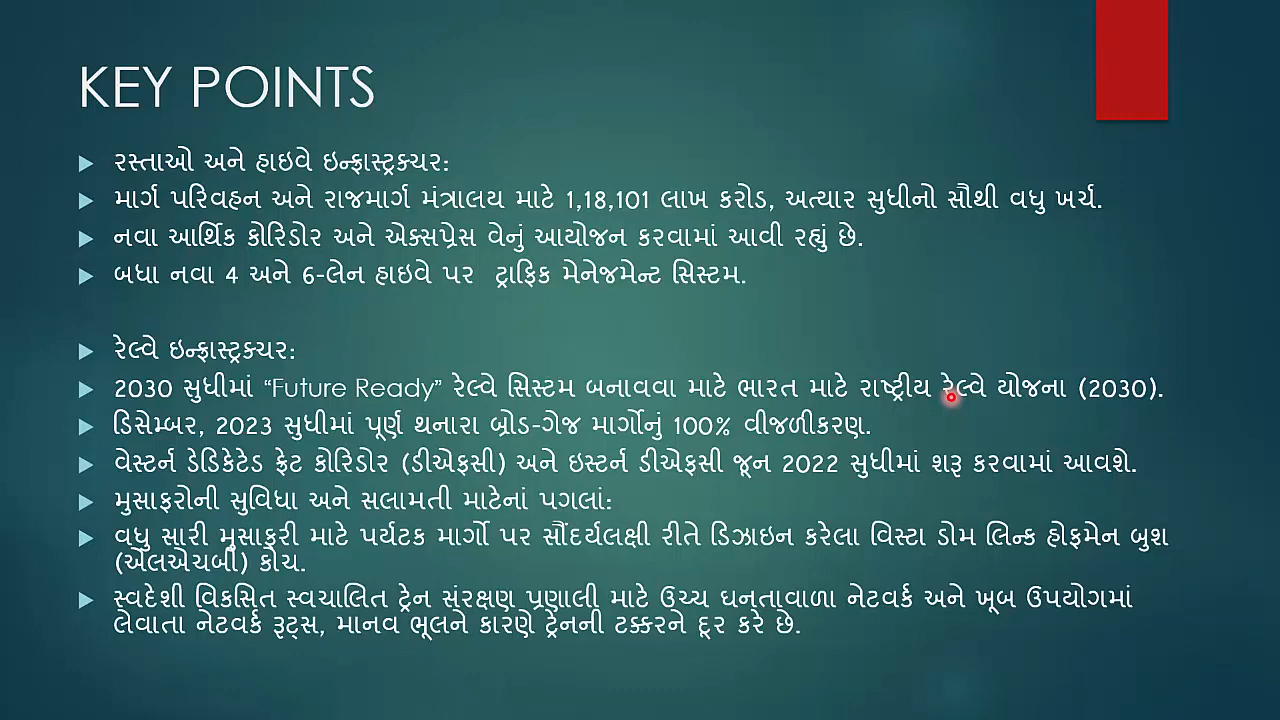 KEY POINTS
રસ્તાઓ અને હાઇવે ઇન્ફ્રાસ્ટ્રક્ચર:
માર્ગ પરિવહન અને રાજમાર્ગ મંત્રાલય માટે 1,18,101 લાખ કરોડ, અત્યાર સુધીનો સૌથી વધુ ખર્ચ.
નવા આર્થિક કોરિડોર અને એક્સપ્રેસ વેનું આયોજન કરવામાં આવી રહ્યું છે.
બધા નવા 4 અને 6-લેન હાઇવે પર ટ્રાફિક મેનેજમેન્ટ સિસ્ટમ.
રેલ્વે ઇન્ફ્રાસ્ટ્રક્ચર:
2030 સુધીમાં “Future Ready” રેલ્વે સિસ્ટમ બનાવવા માટે ભારત માટે રાષ્ટ્રીય રેલ્વે યોજના (2030).
ડિસેમ્બર, 2023 સુધીમાં પૂર્ણ થનારા બ્રોડ-ગેજ માર્ગોનું 100% વીજળીકરણ.
વેસ્ટર્ન ડેડિકેટેડ ફ્રેટ કોરિડોર (ડીએફસી) અને ઇસ્ટર્ન ડીએફસી જૂન 2022 સુધીમાં શરૂ કરવામાં આવશે.
મુસાફરોની સુવિધા અને સલામતી માટેનાં પગલાં:
વધુ સારી મુસાફરી માટે પર્યટક માર્ગો પર સૌંદર્યલક્ષી રીતે ડિઝાઇન કરેલા વિસ્ટા ડોમ લિન્ક હોફમેન બુશ
(એલએચબી) કોચ.
સ્વદેશી વિકસિત સ્વચાલિત ટ્રેન સંરક્ષણ પ્રણાલી માટે ઉચ્ચ ઘનતાવાળા નેટવર્ક અને ખૂબ ઉપયોગમાં
લેવાતા નેટવર્ક રૂટ્સ, માનવ ભૂલને કારણે ટ્રેનની ટક્કરને દૂર કરે છે.